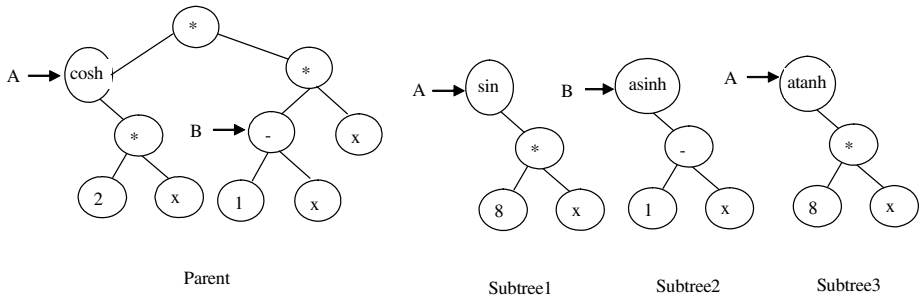 *
A
cosh
*
*
B
-
x
2
x
1
x
Parent
A
sin
*
8
x
Subtree1
B
asinh
-
1
x
Subtree2
A
atanh
*
8
x
Subtree3